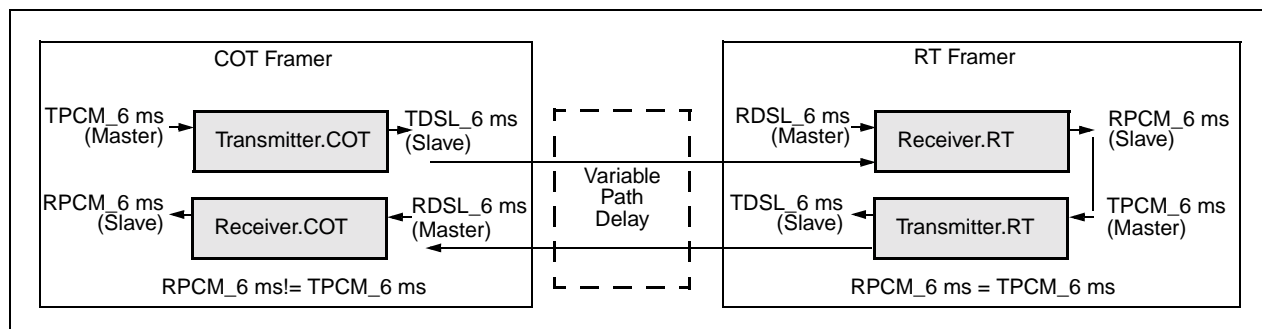 COT Framer
TPCM_6 ms
(Master)
Transmitter.COT
TDSL_6 ms
(Slave)
RPCM_6 ms
(Slave)
Receiver.COT
RDSL_6 ms
(Master)
RPCM_6 ms!= TPCM_6 ms
Variable
Path
Delay
RT Framer
RDSL_6 ms
(Master)
Receiver.RT
RPCM_6 ms
(Slave)
TDSL_6 ms
(Slave)
Transmitter.RT
TPCM_6 ms
(Master)
RPCM_6 ms = TPCM_6 ms